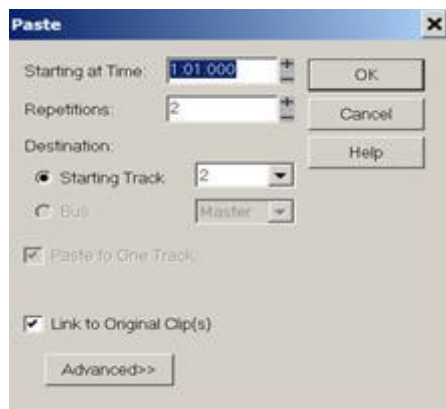 Paste
Starting at Time: 1:01:000 OK
Repetitions: 2 Cancel
Destination: Help
Starting Track 2
Bus Master
Paste to One Track
Link to Original Clip(s)
Advanced>>